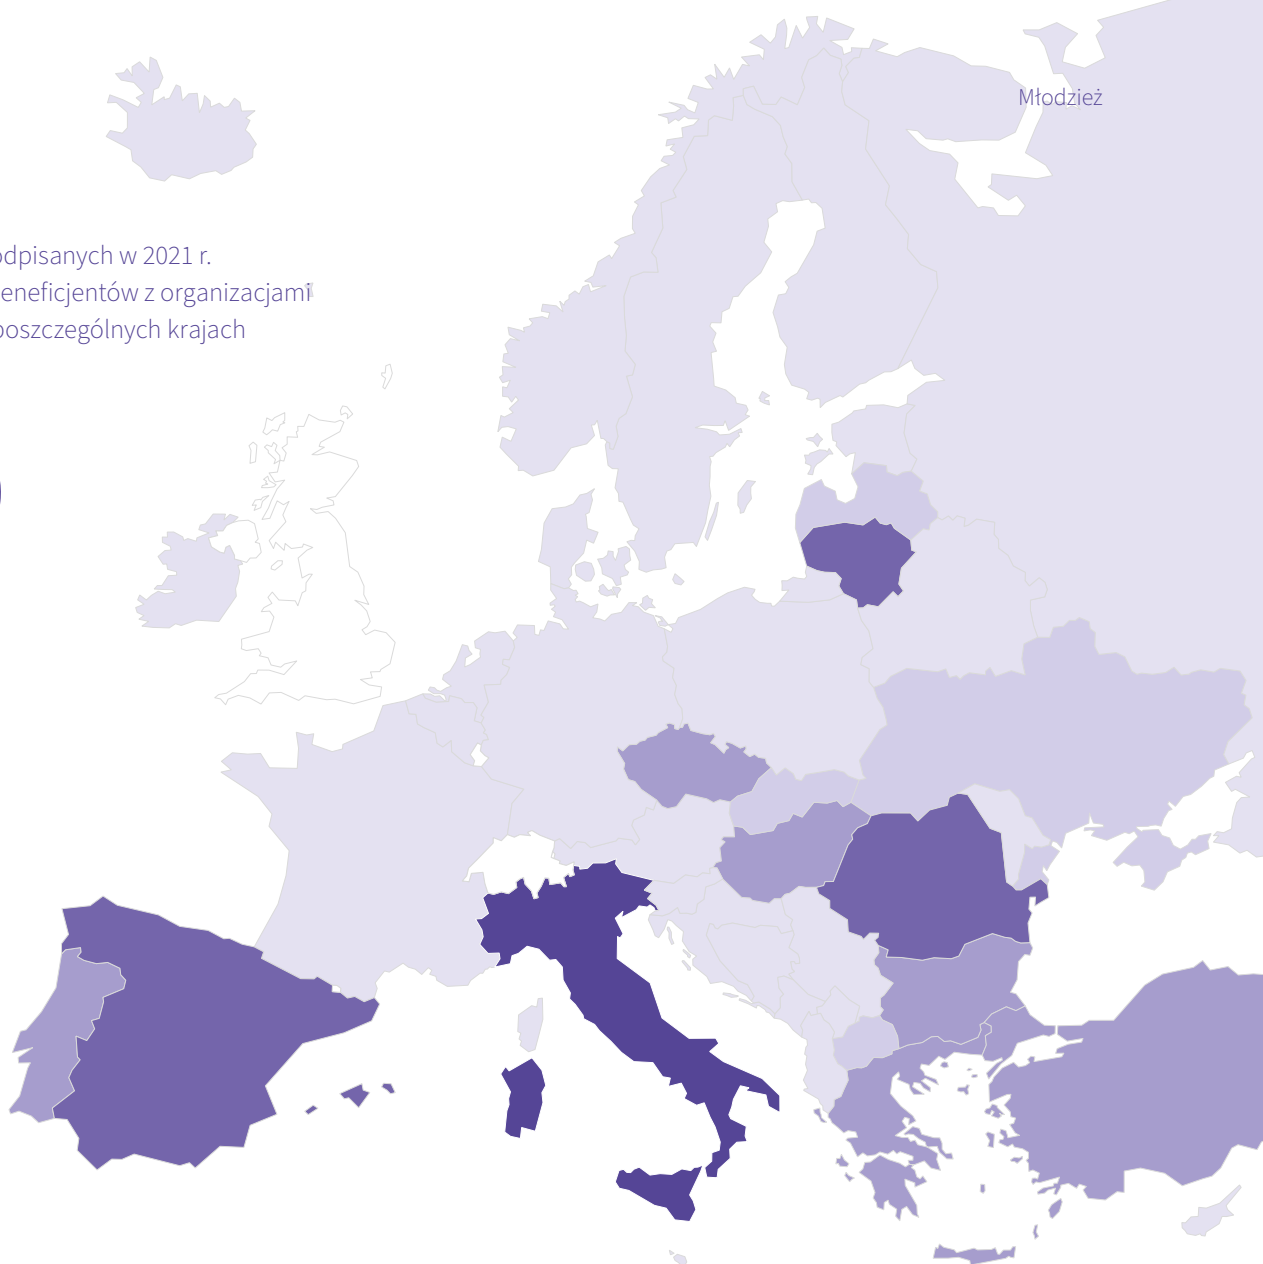 Młodzież
odpisanych w 2021 r.
eneficjentów z organizacjami
poszczególnych krajach